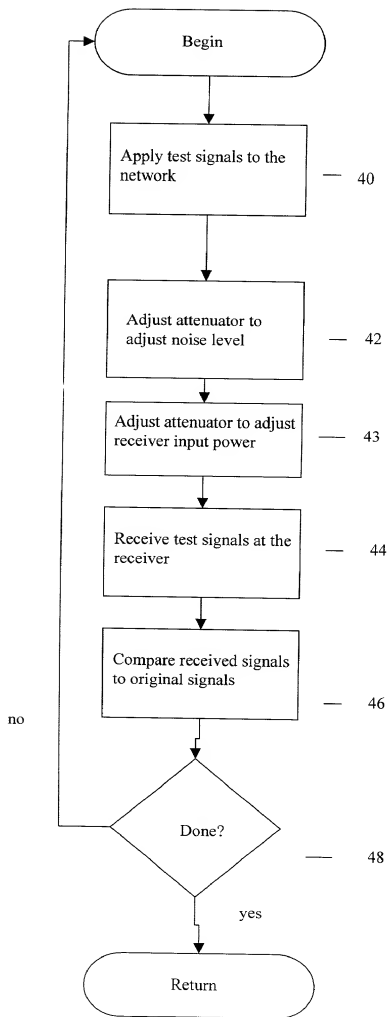 Begin
Apply test signals to the
network
40
Adjust attenuator to
adjust noise level
42
Adjust attenuator to adjust
receiver input power
43
Receive test signals at the
receiver
44
Compare received signals
to original signals
46
no
Done?
48
yes
Return